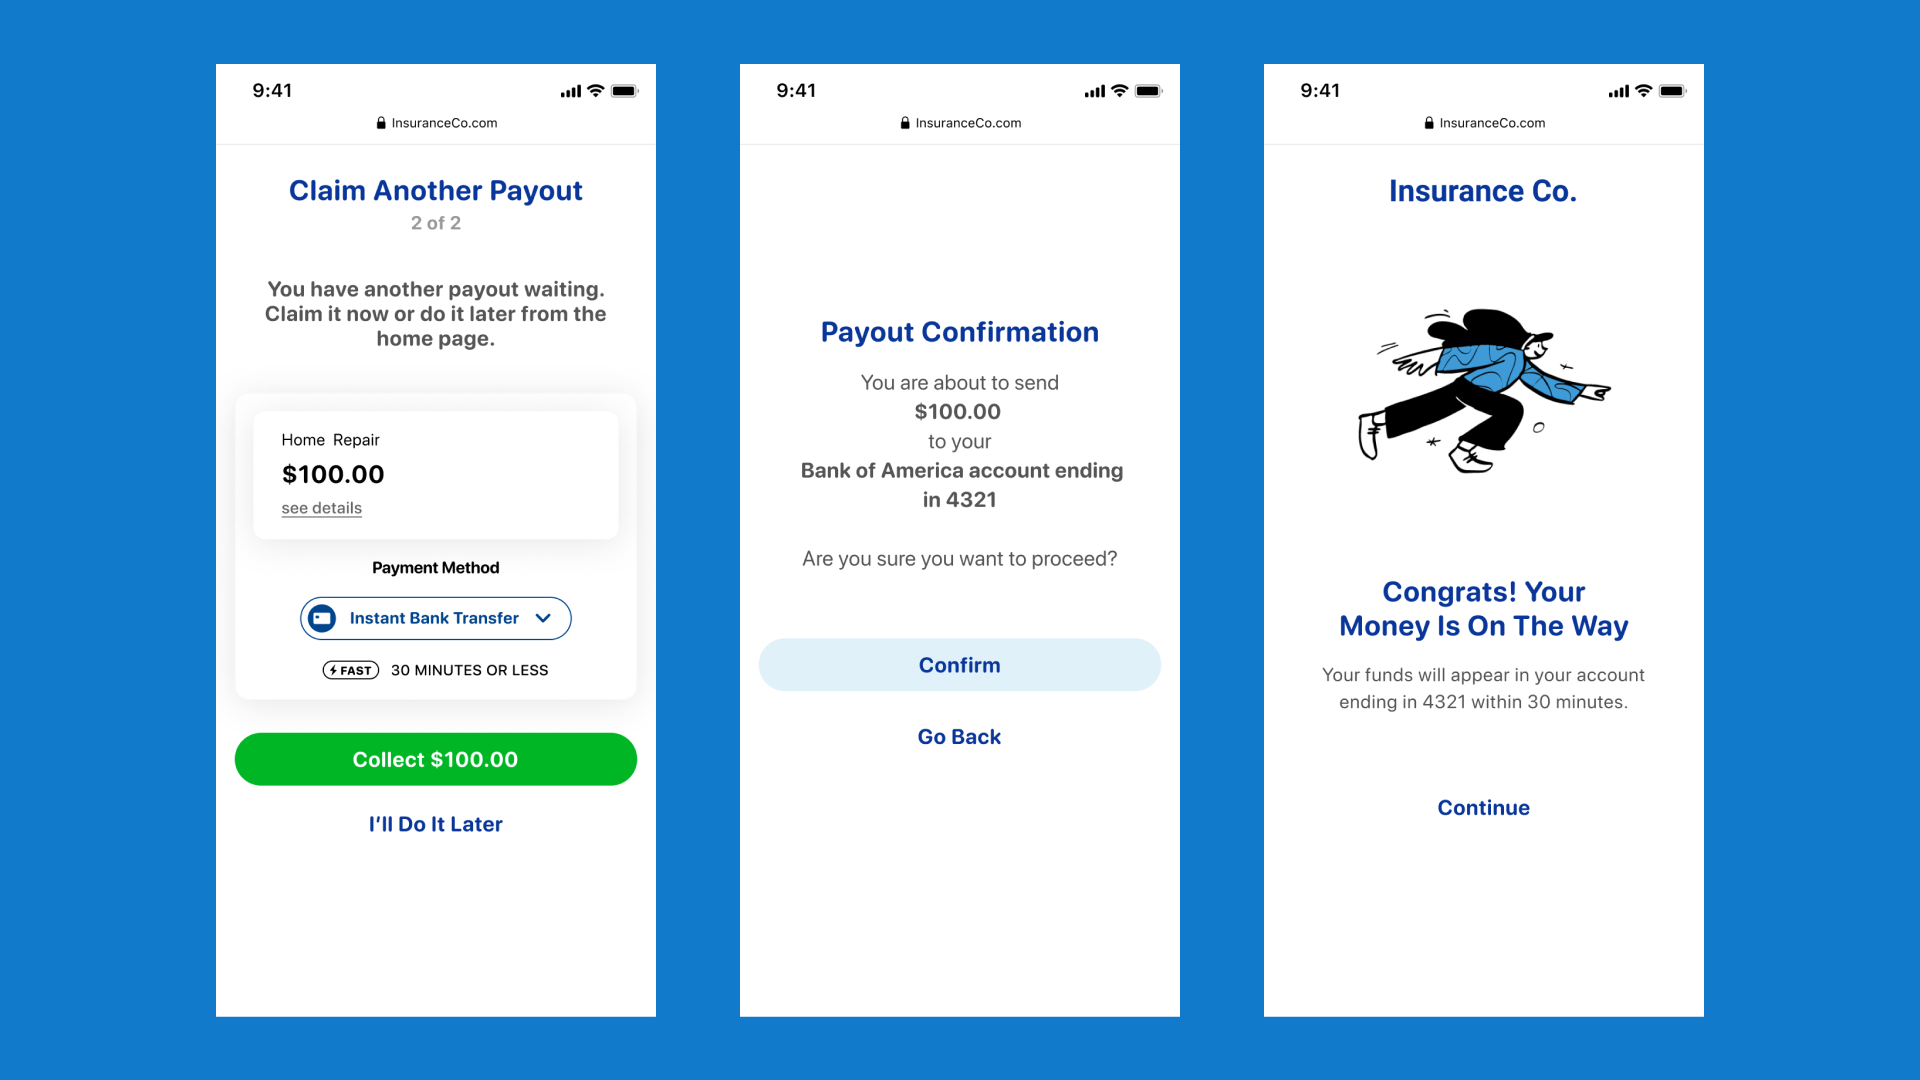 9:41
InsuranceCo.com
Claim Another Payout
2 of 2
You have another payout waiting.
Claim it now or do it later from the
home page.
Home Repair
$100.00
see details
Payment Method
Instant Bank Transfer
FAST 30 MINUTES OR LESS
Collect $100.00
I'll Do It Later
9:41
InsuranceCo.com
Payout Confirmation
You are about to send
$100.00
to your
Bank of America account ending
in 4321
Are you sure you want to proceed?
Confirm
Go Back
9:41
InsuranceCo.com
Insurance Co.
Congrats! Your
Money Is On The Way
Your funds will appear in your account
ending in 4321 within 30 minutes.
Continue